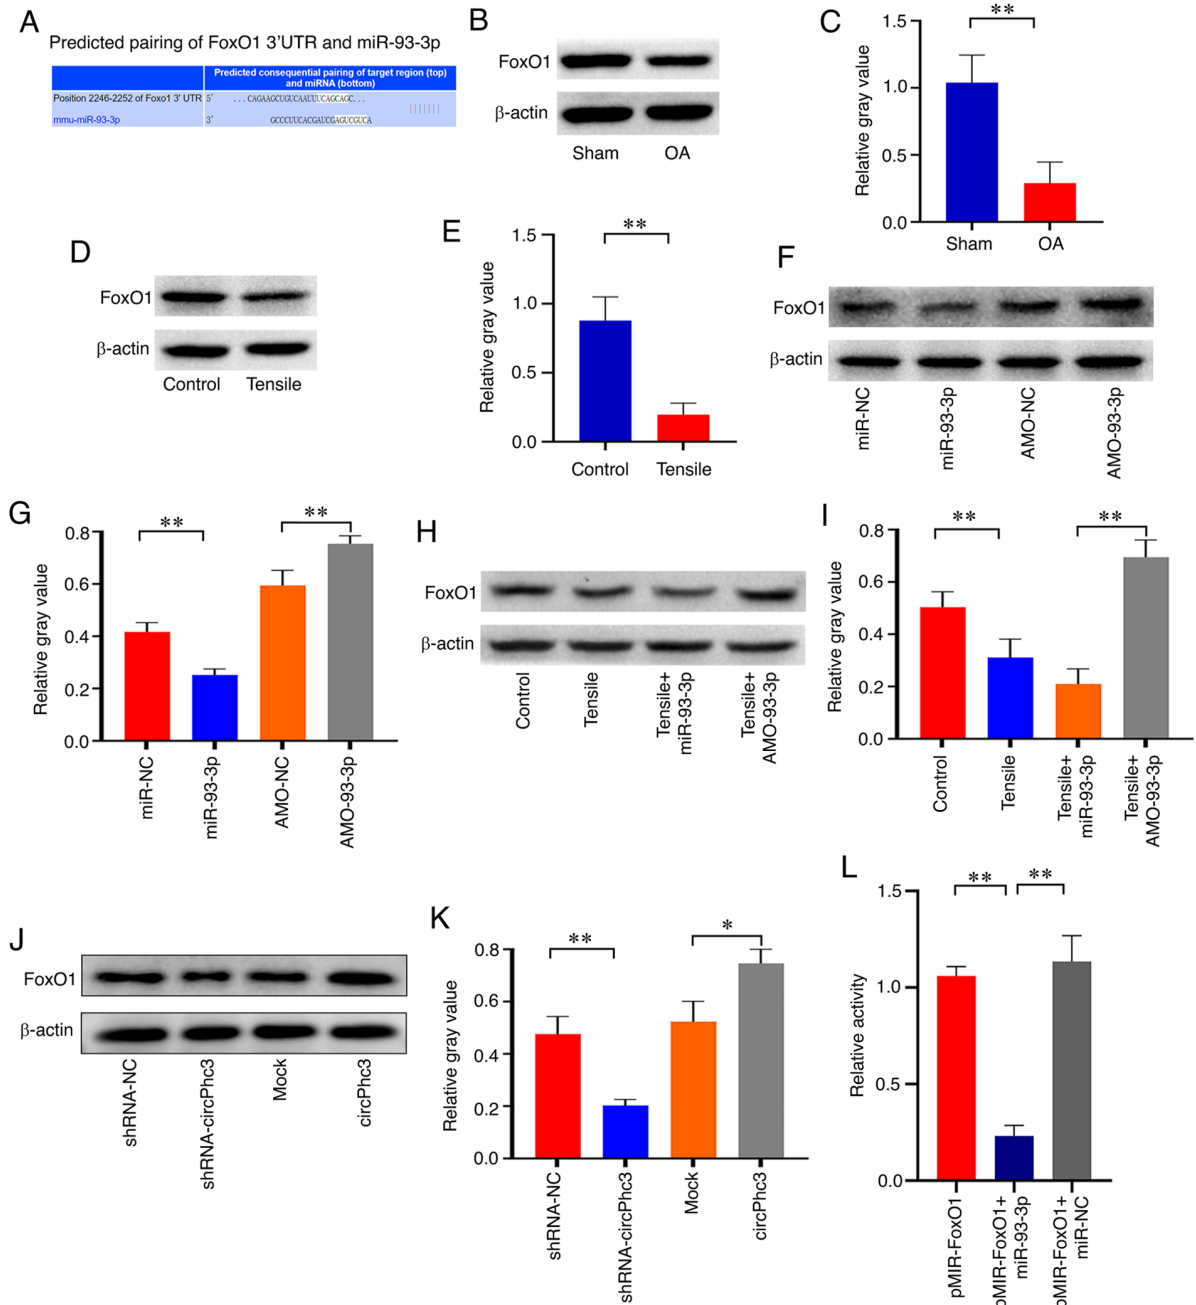 A
Predicted pairing of FoxO1 3'UTR and miR-93-3p
Predicted consequential pairing of target region (top)
and miRNA (bottom)
Position 2246-2252 of Foxo1 3' UTR 5' ...CAGAAGCUGUCAAUUUCAGCAGC...
mmu-miR-93-3p 3' GCCCUUCACGAUCGAGUCGUCA
B
FoxO1
β-actin
Sham OA
C
Relative gray value
1.5
1.0
0.5
0.0
**
Sham OA
D
FoxO1
β-actin
Control Tensile
E
Relative gray value
1.5
1.0
0.5
0.0
**
Control Tensile
F
FoxO1
β-actin
miR-NC
miR-93-3p
AMO-NC
AMO-93-3p
G
Relative gray value
0.8
0.6
0.4
0.2
0.0
** **
miR-NC
miR-93-3p
AMO-NC
AMO-93-3p
H
FoxO1
β-actin
Control
Tensile
Tensile+
miR-93-3p
Tensile+
AMO-93-3p
I
Relative gray value
0.8
0.6
0.4
0.2
0.0
** **
Control
Tensile
Tensile+
miR-93-3p
Tensile+
AMO-93-3p
J
FoxO1
β-actin
shRNA-NC
shRNA-circPhc3
Mock
circPhc3
K
Relative gray value
0.8
0.6
0.4
0.2
0.0
** *
shRNA-NC
shRNA-circPhc3
Mock
circPhc3
L
Relative activity
1.5
1.0
0.5
0.0
** **
pMIR-FoxO1
pMIR-FoxO1+
miR-93-3p
pMIR-FoxO1+
miR-NC